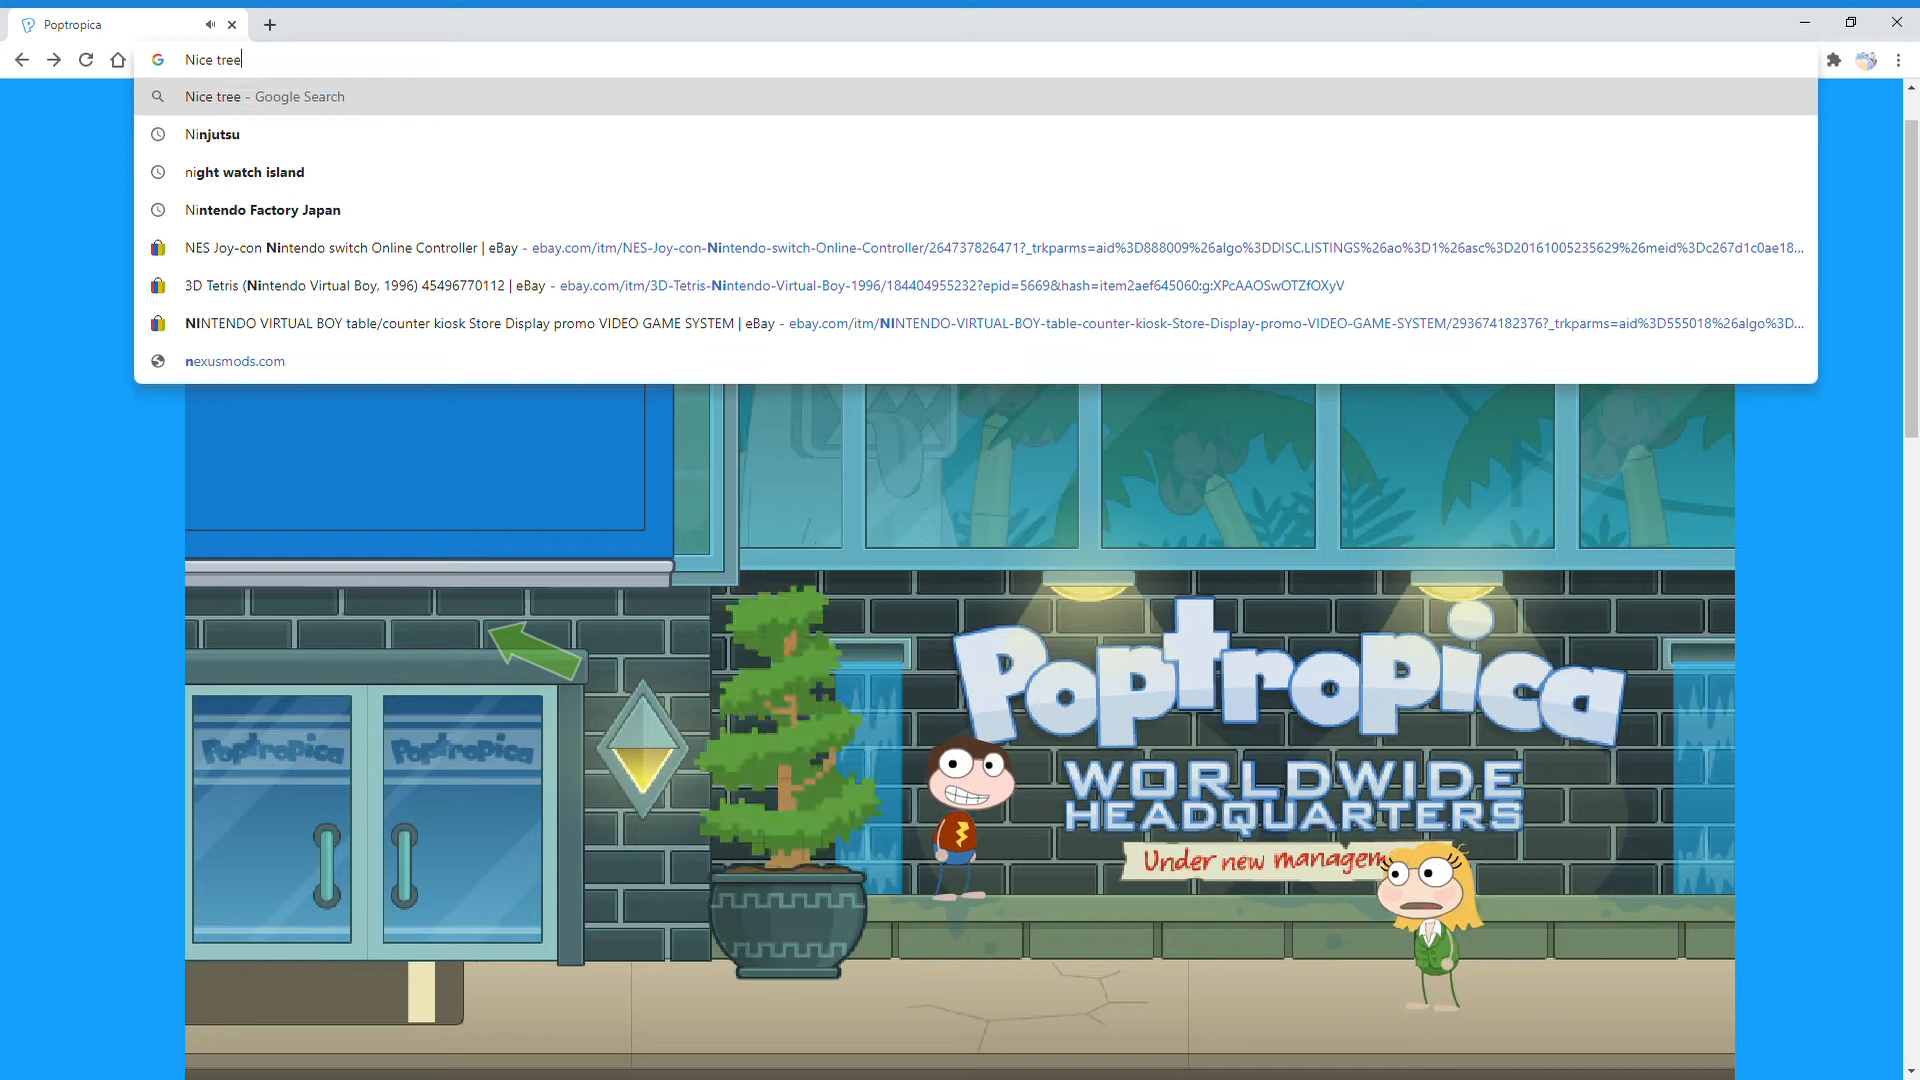 Poptropica
Nice tree
Nice tree - Google Search
Ninjutsu
night watch island
Nintendo Factory Japan
NES Joy-con Nintendo switch Online Controller | eBay - ebay.com/itm/NES-Joy-con-Nintendo-switch-Online-Controller/264737826471?_trkparms=aid%3D888009%26algo%3DDISC.LISTINGS%26ao%3D1%26asc%3D20161005235629%26meid%3Dc267d1c0ae18...
3D Tetris (Nintendo Virtual Boy, 1996) 45496770112 | eBay - ebay.com/itm/3D-Tetris-Nintendo-Virtual-Boy-1996/184404955232?epid=5669&hash=item2aef645060:g:XPcAAOSwOTZfOXyV
NINTENDO VIRTUAL BOY table/counter kiosk Store Display promo VIDEO GAME SYSTEM | eBay - ebay.com/itm/NINTENDO-VIRTUAL-BOY-table-counter-kiosk-Store-Display-promo-VIDEO-GAME-SYSTEM/293674182376?_trkparms=aid%3D555018%26algo%3D...
nexusmods.com
Poptropica
WORLDWIDE
HEADQUARTERS
Under new managem
Poptropica Poptropica